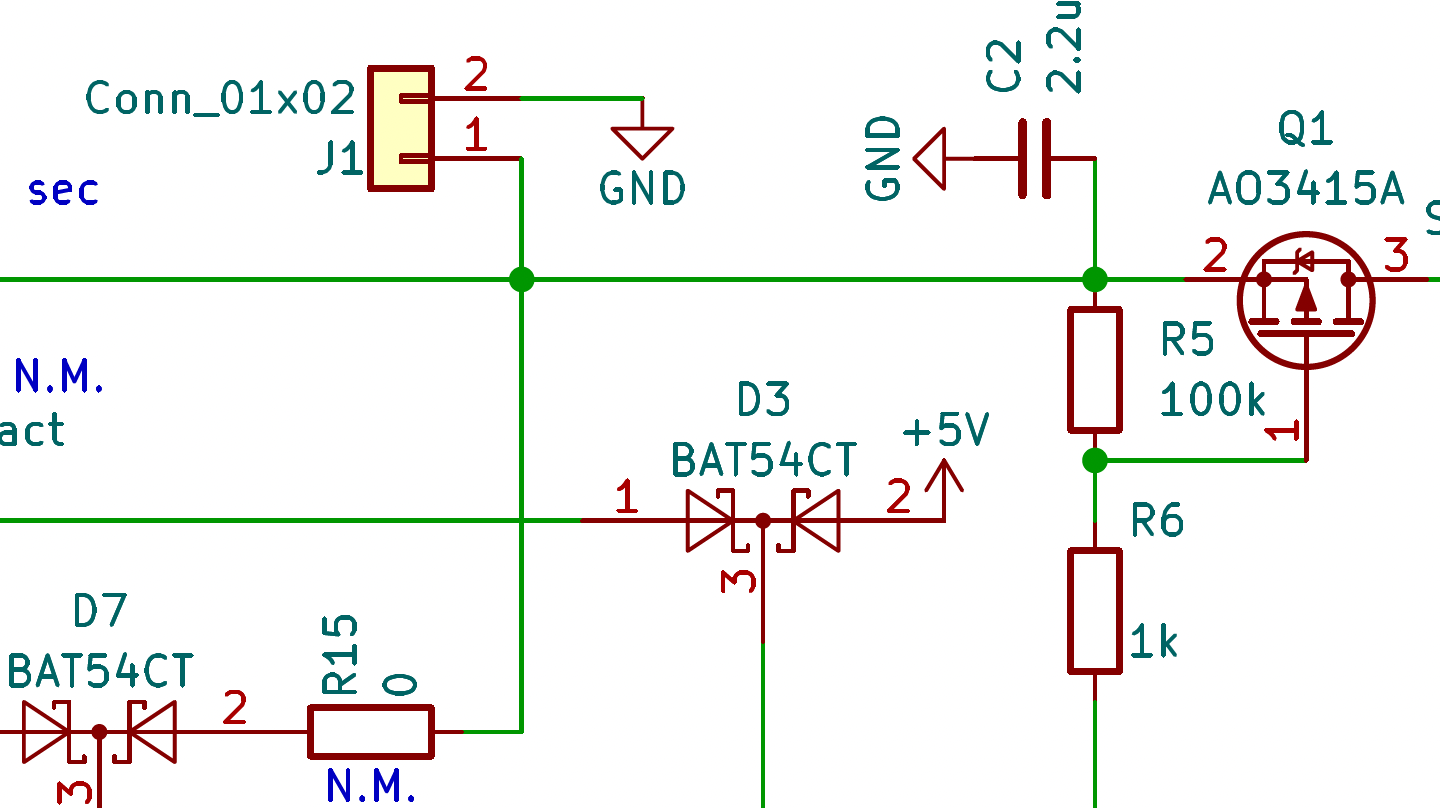 C2
2.2u
2
Conn_01x02
1
J1
GND
GND
Q1
AO3415A
sec
S
2
3
R5
100k
1
N.M.
act
D3
BAT54CT
+5V
1
2
3
R6
1k
D7
BAT54CT
R15
0
2
3
N.M.